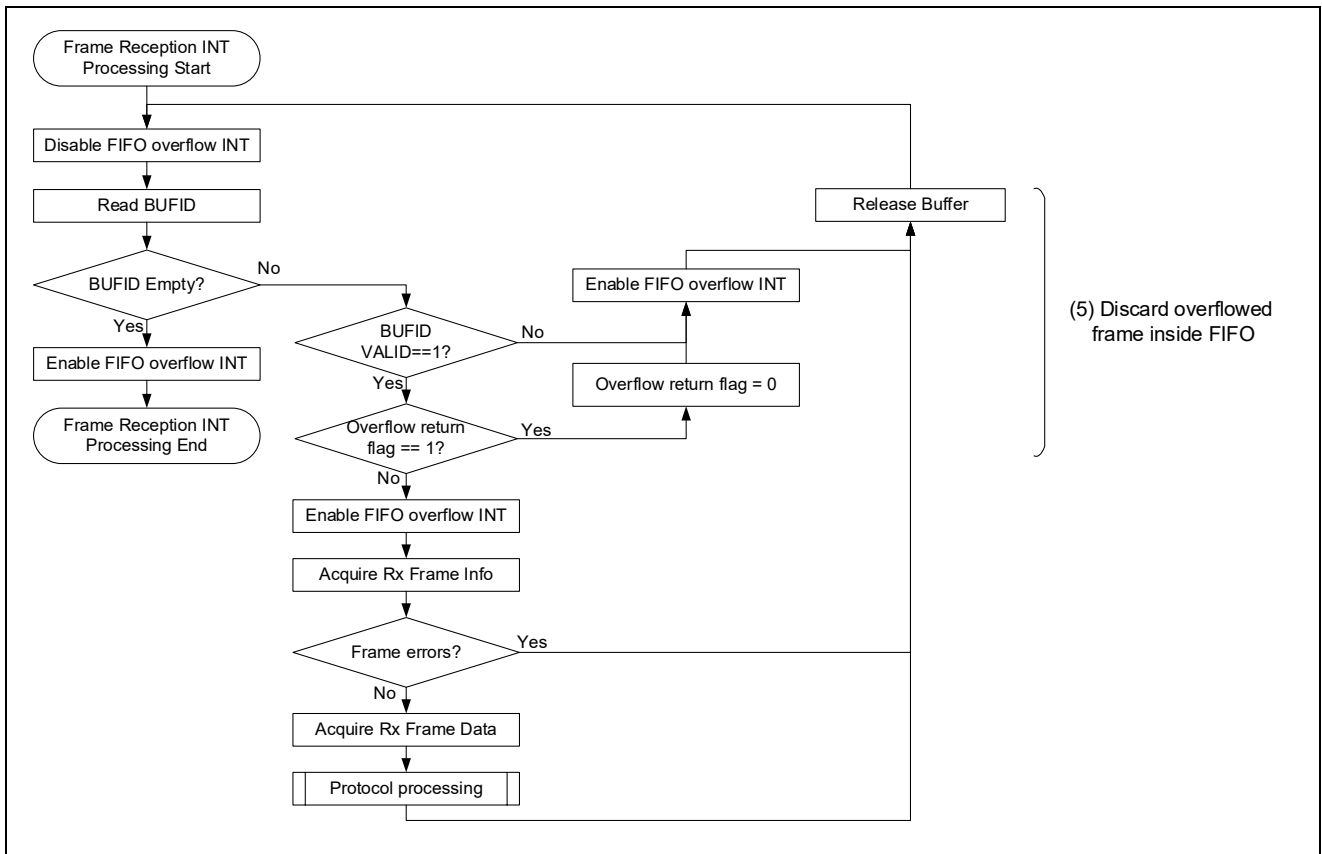 Frame Reception INT
Processing Start
Disable FIFO overflow INT
Read BUFID
BUFID Empty?
No
Yes
Enable FIFO overflow INT
Frame Reception INT
Processing End
BUFID
VALID==1?
No
Yes
Overflow return
flag == 1?
Yes
No
Enable FIFO overflow INT
Overflow return flag = 0
Release Buffer
(5) Discard overflowed
frame inside FIFO
Enable FIFO overflow INT
Acquire Rx Frame Info
Frame errors?
Yes
No
Acquire Rx Frame Data
Protocol processing